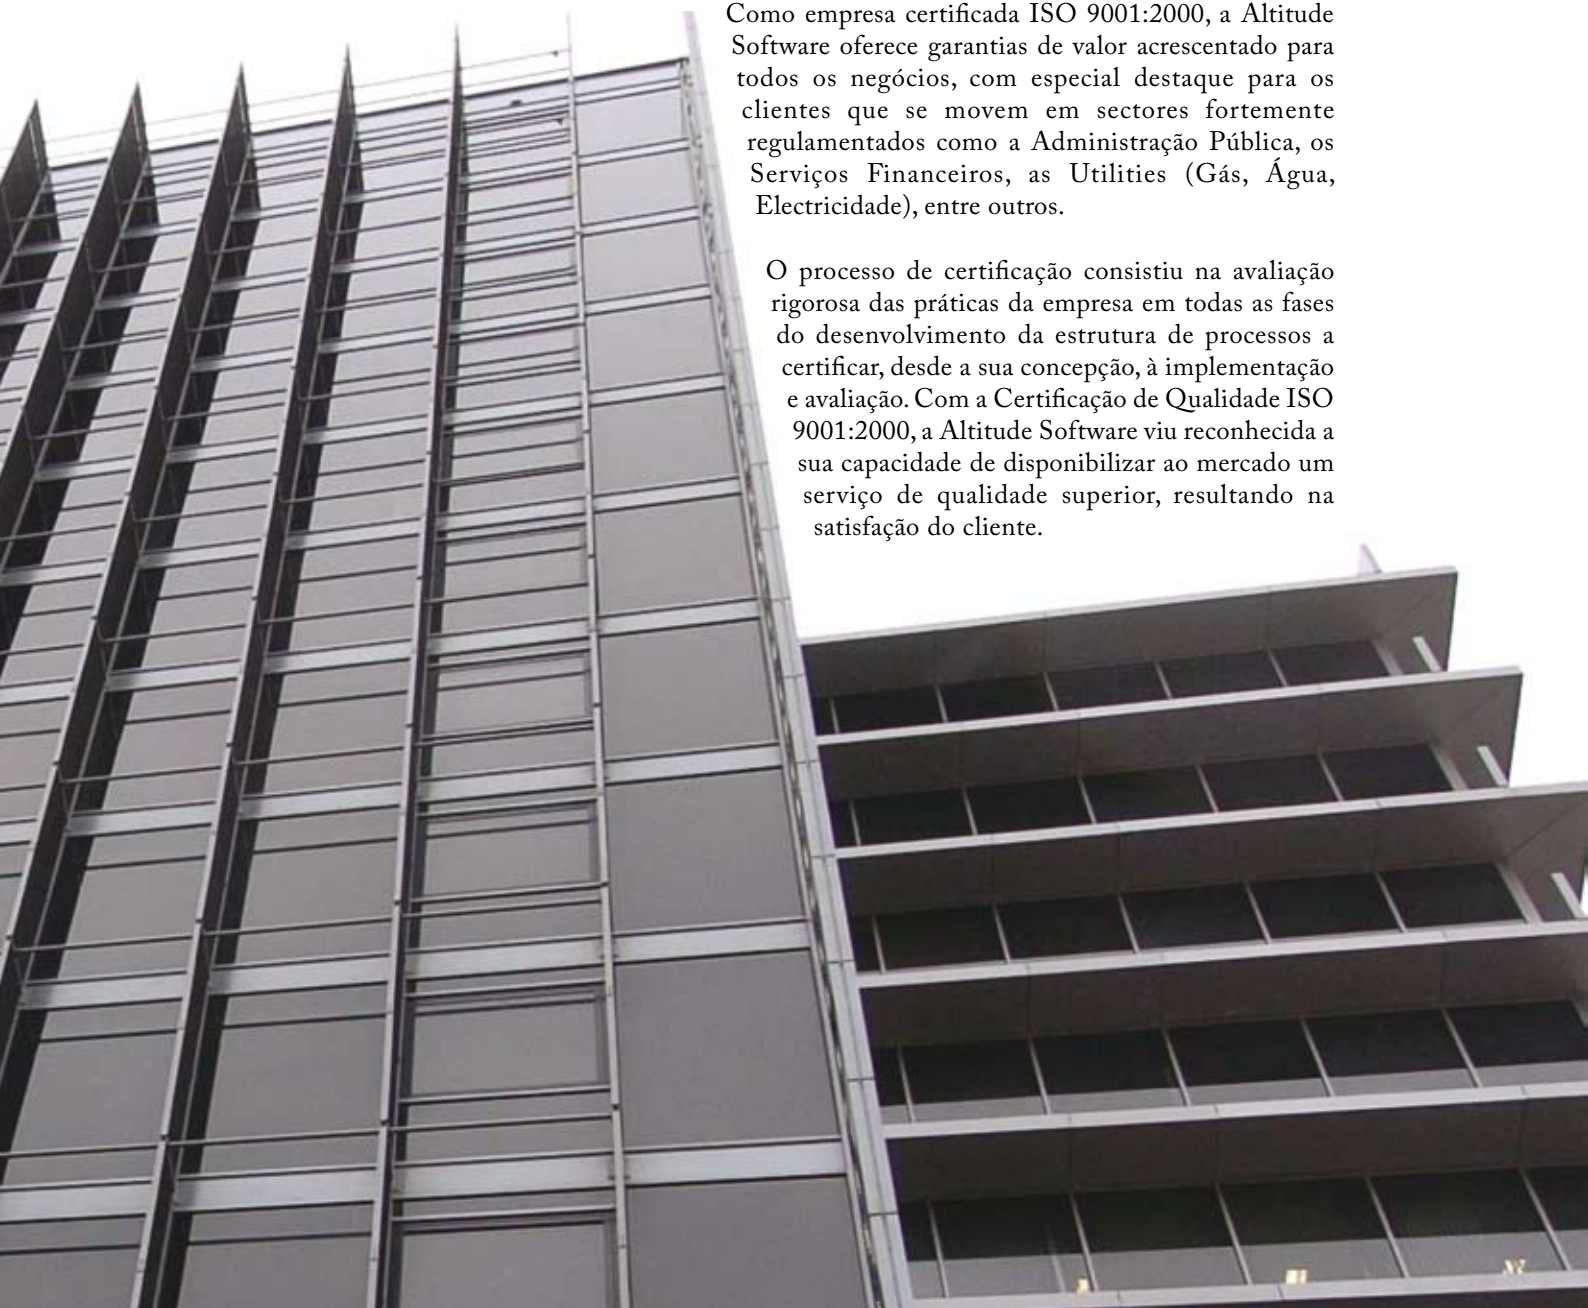 Como empresa certificada ISO 9001:2000, a Altitude
Software oferece garantias de valor acrescentado para
todos os negócios, com especial destaque para os
clientes que se movem em sectores fortemente
regulamentados como a Administração Pública, os
Serviços Financeiros, as Utilities (Gás, Água,
Electricidade), entre outros.
O processo de certificação consistiu na avaliação
rigorosa das práticas da empresa em todas as fases
do desenvolvimento da estrutura de processos a
certificar, desde a sua concepção, à implementação
e avaliação. Com a Certificação de Qualidade ISO
9001:2000, a Altitude Software viu reconhecida a
sua capacidade de disponibilizar ao mercado um
serviço de qualidade superior, resultando na
satisfação do cliente.